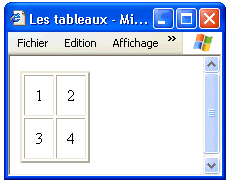 Les tableaux - Mi...
Fichier Edition Affichage »
1 2
3 4